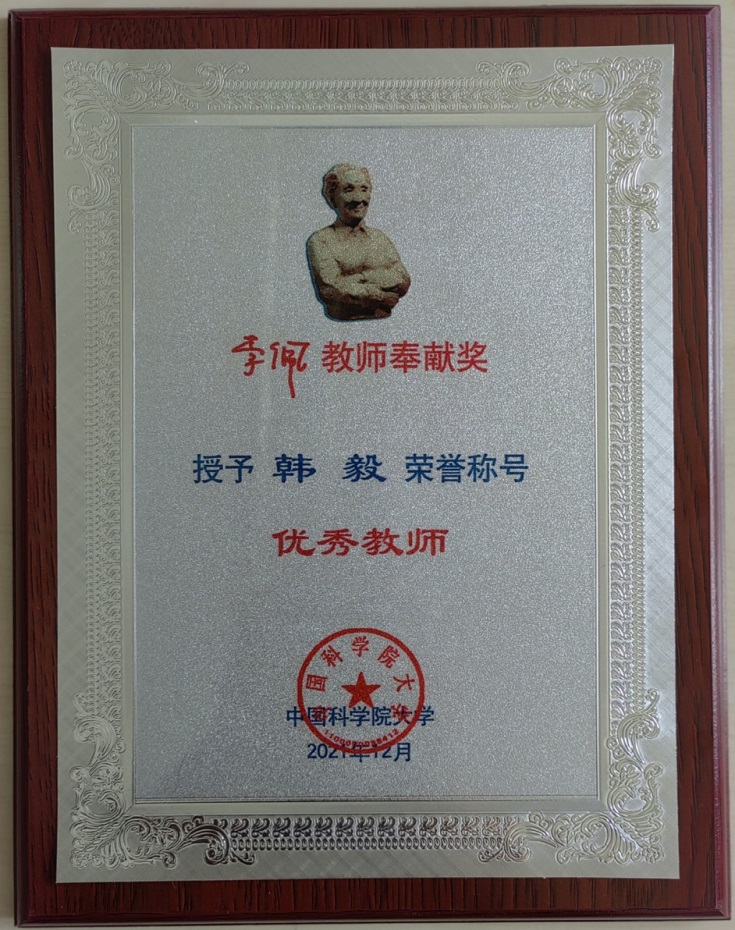 李佩 教师奉献奖
授予 韩 毅 荣誉称号
优秀教师
中国科学院大学
中国科学院大学
2021年12月